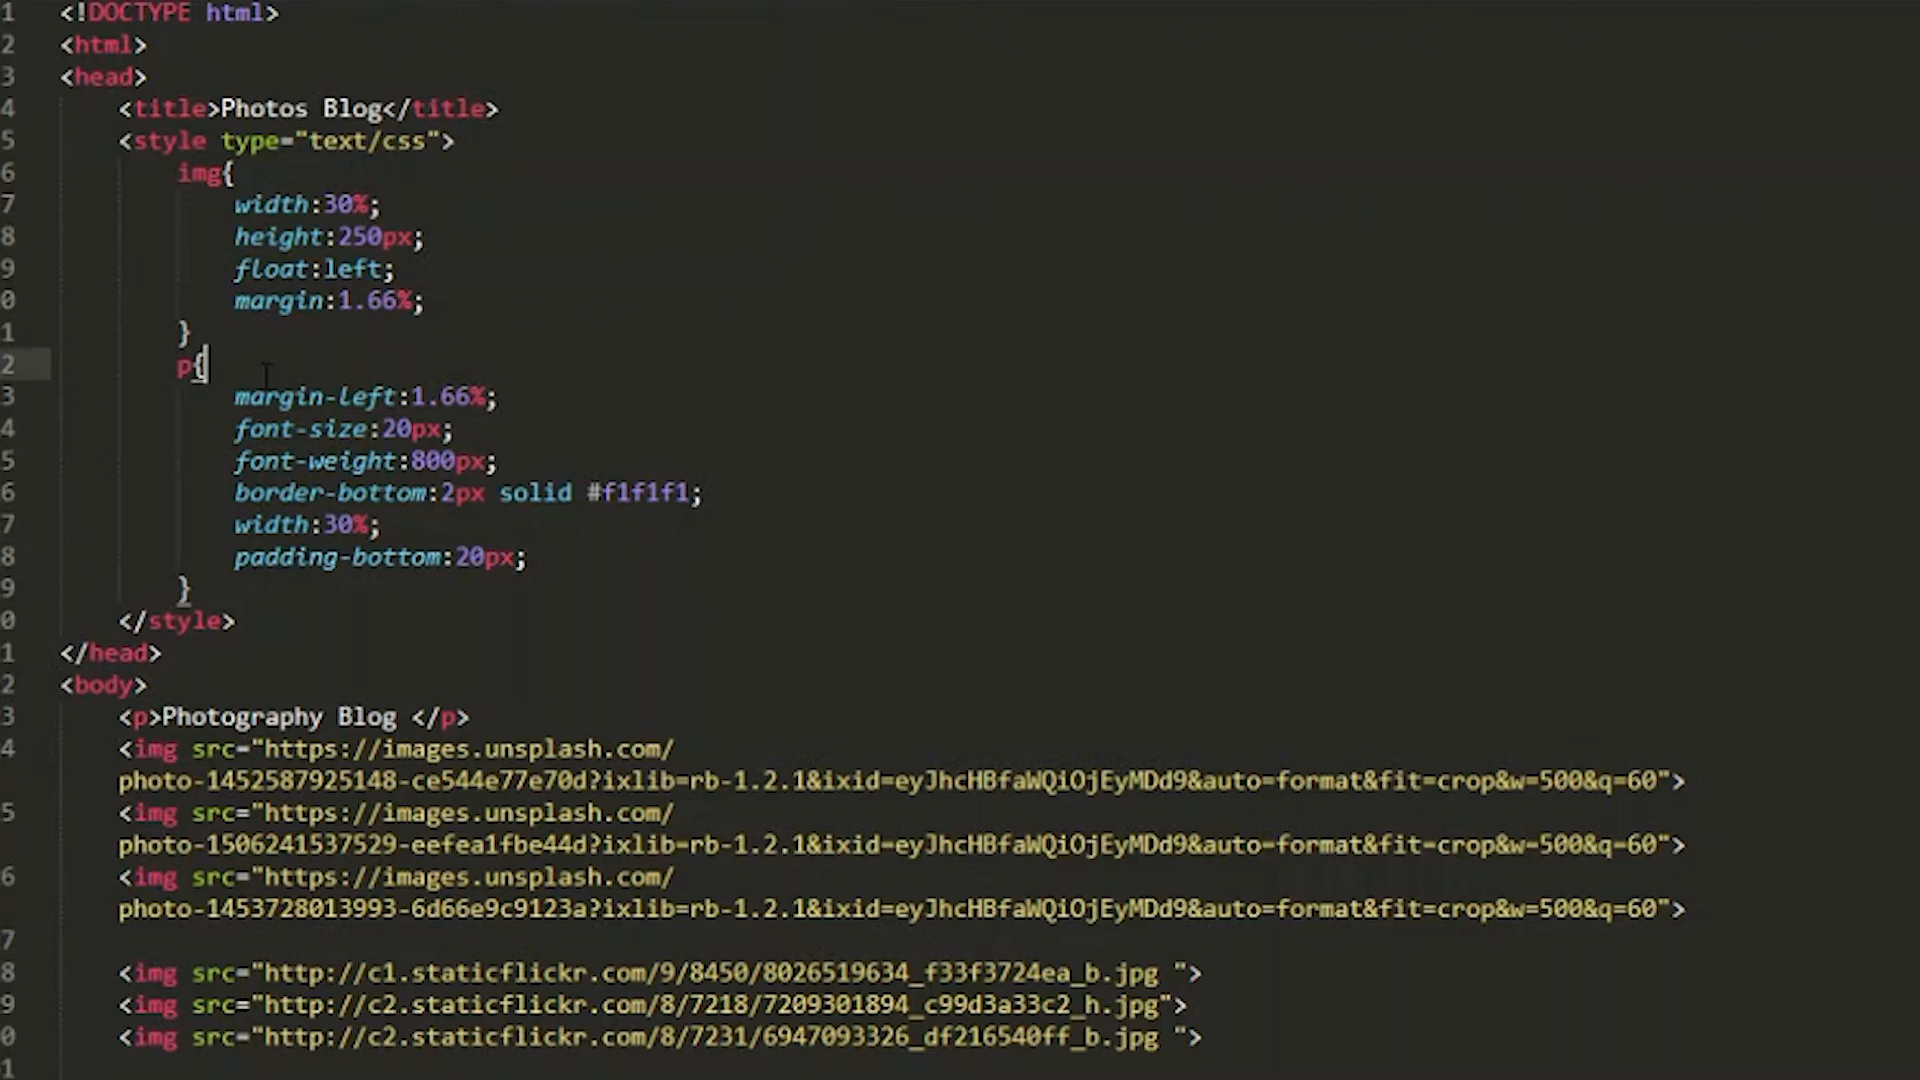 1 <!DOCTYPE html>
2 <html>
3 <head>
4 <title>Photos Blog</title>
5 <style type="text/css">
6 img{
7 width:30%;
8 height:250px;
9 float:left;
0 margin:1.66%;
1 }
2 p{
3 margin-left:1.66%;
4 font-size:20px;
5 font-weight:800px;
6 border-bottom:2px solid #f1f1f1;
7 width:30%;
8 padding-bottom:20px;
9 }
0 </style>
1 </head>
2 <body>
3 <p>Photography Blog </p>
4 <img src="https://images.unsplash.com/
photo-1452587925148-ce544e77e70d?ixlib=rb-1.2.1&ixid=eyJhcHBfaWQiOjEyMDd9&auto=format&fit=crop&w=500&q=60">
5 <img src="https://images.unsplash.com/
photo-1506241537529-eefea1fbe44d?ixlib=rb-1.2.1&ixid=eyJhcHBfaWQiOjEyMDd9&auto=format&fit=crop&w=500&q=60">
6 <img src="https://images.unsplash.com/
photo-1453728013993-6d66e9c9123a?ixlib=rb-1.2.1&ixid=eyJhcHBfaWQiOjEyMDd9&auto=format&fit=crop&w=500&q=60">
7
8 <img src="http://c1.staticflickr.com/9/8450/8026519634_f33f3724ea_b.jpg ">
9 <img src="http://c2.staticflickr.com/8/7218/7209301894_c99d3a33c2_h.jpg">
0 <img src="http://c2.staticflickr.com/8/7231/6947093326_df216540ff_b.jpg ">
1